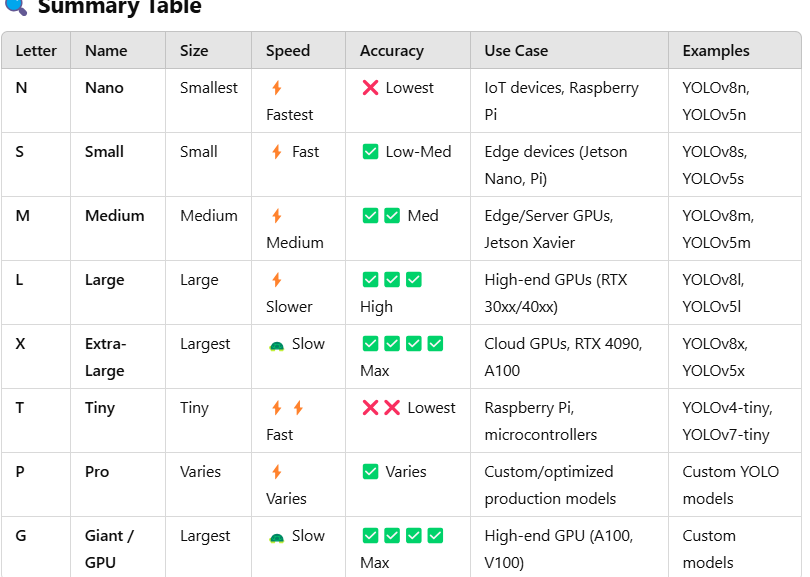 Summary Table
Letter Name Size Speed Accuracy Use Case Examples
N Nano Smallest ⚡ Fastest ❌ Lowest IoT devices, Raspberry Pi YOLOv8n, YOLOv5n
S Small Small ⚡ Fast ✅ Low-Med Edge devices (Jetson Nano, Pi) YOLOv8s, YOLOv5s
M Medium Medium ⚡ Medium ✅ ✅ Med Edge/Server GPUs, Jetson Xavier YOLOv8m, YOLOv5m
L Large Large ⚡ Slower ✅ ✅ ✅ High High-end GPUs (RTX 30xx/40xx) YOLOv8l, YOLOv5l
X Extra-Large Largest 🐢 Slow ✅ ✅ ✅ ✅ Max Cloud GPUs, RTX 4090, A100 YOLOv8x, YOLOv5x
T Tiny Tiny ⚡ ⚡ Fast ❌ ❌ Lowest Raspberry Pi, microcontrollers YOLOv4-tiny, YOLOv7-tiny
P Pro Varies ⚡ Varies ✅ Varies Custom/optimized production models Custom YOLO models
G Giant / GPU Largest 🐢 Slow ✅ ✅ ✅ ✅ Max High-end GPU (A100, V100) Custom models